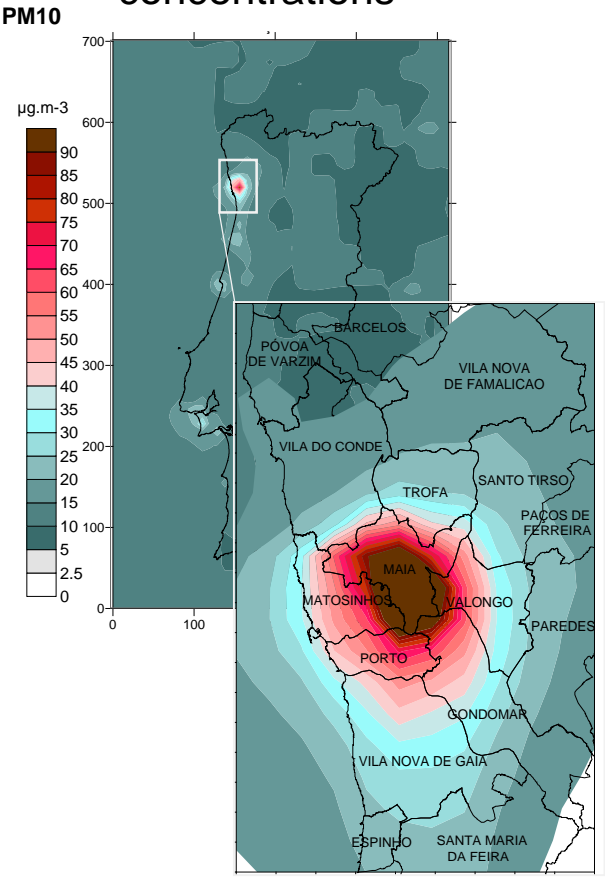 concentrations
PM10
µg.m-3
90
85
80
75
70
65
60
55
50
45
40
35
30
25
20
15
10
5
2.5
0
700
600
500
400
300
200
100
0
0
100
BARCELOS
PÓVOA
DE VARZIM
VILA NOVA
DE FAMALICAO
VILA DO CONDE
SANTO TIRSO
TROFA
PAÇOS DE
FERREIRA
MAIA
MATOSINHOS
VALONGO
PAREDES
PORTO
GONDOMAR
VILA NOVA DE GAIA
ESPINHO
SANTA MARIA
DA FEIRA